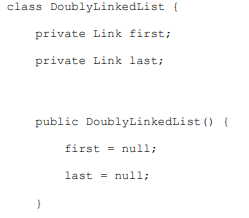 class DoublyLinkedList {
private Link first;
private Link last;
public DoublyLinkedList() {
first = null;
last = null;
}